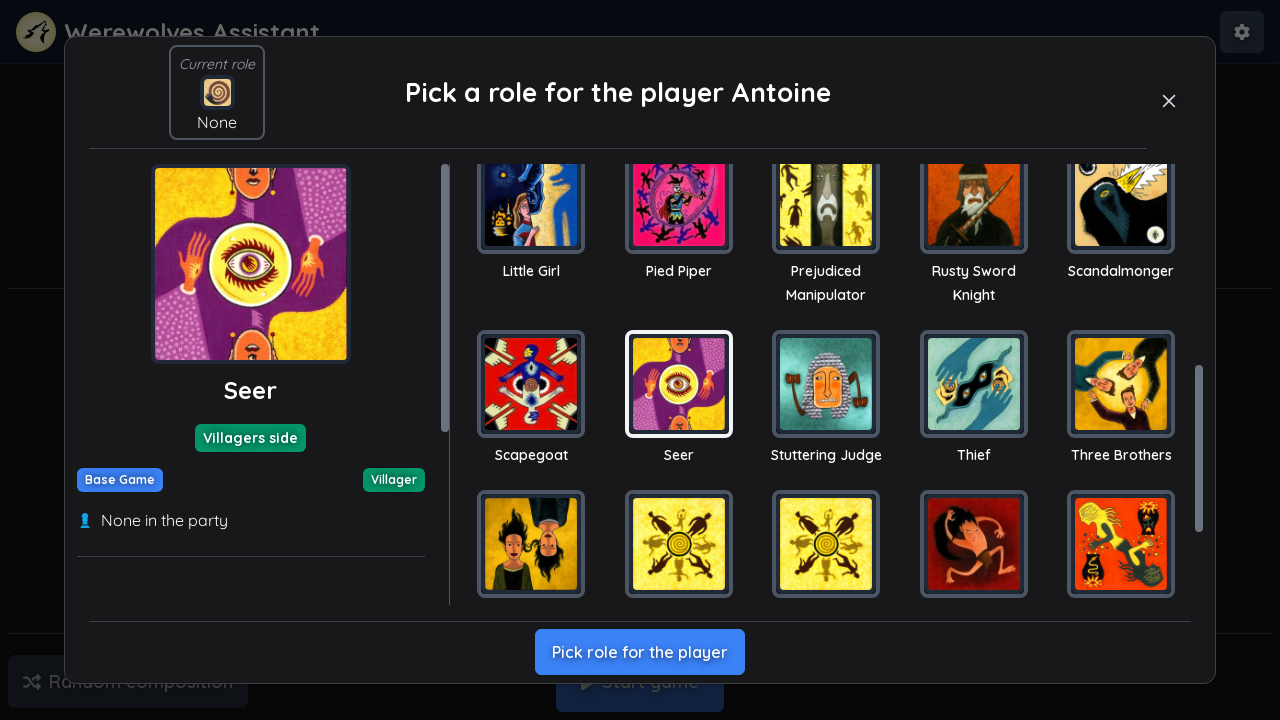 Werewolves Assistant
Current role
None
Pick a role for the player Antoine
Seer
Villagers side
Base Game
Villager
None in the party
Little Girl
Pied Piper
Prejudiced
Manipulator
Rusty Sword
Knight
Scandalmonger
Scapegoat
Seer
Stuttering Judge
Thief
Three Brothers
Pick role for the player
Random composition
Start game